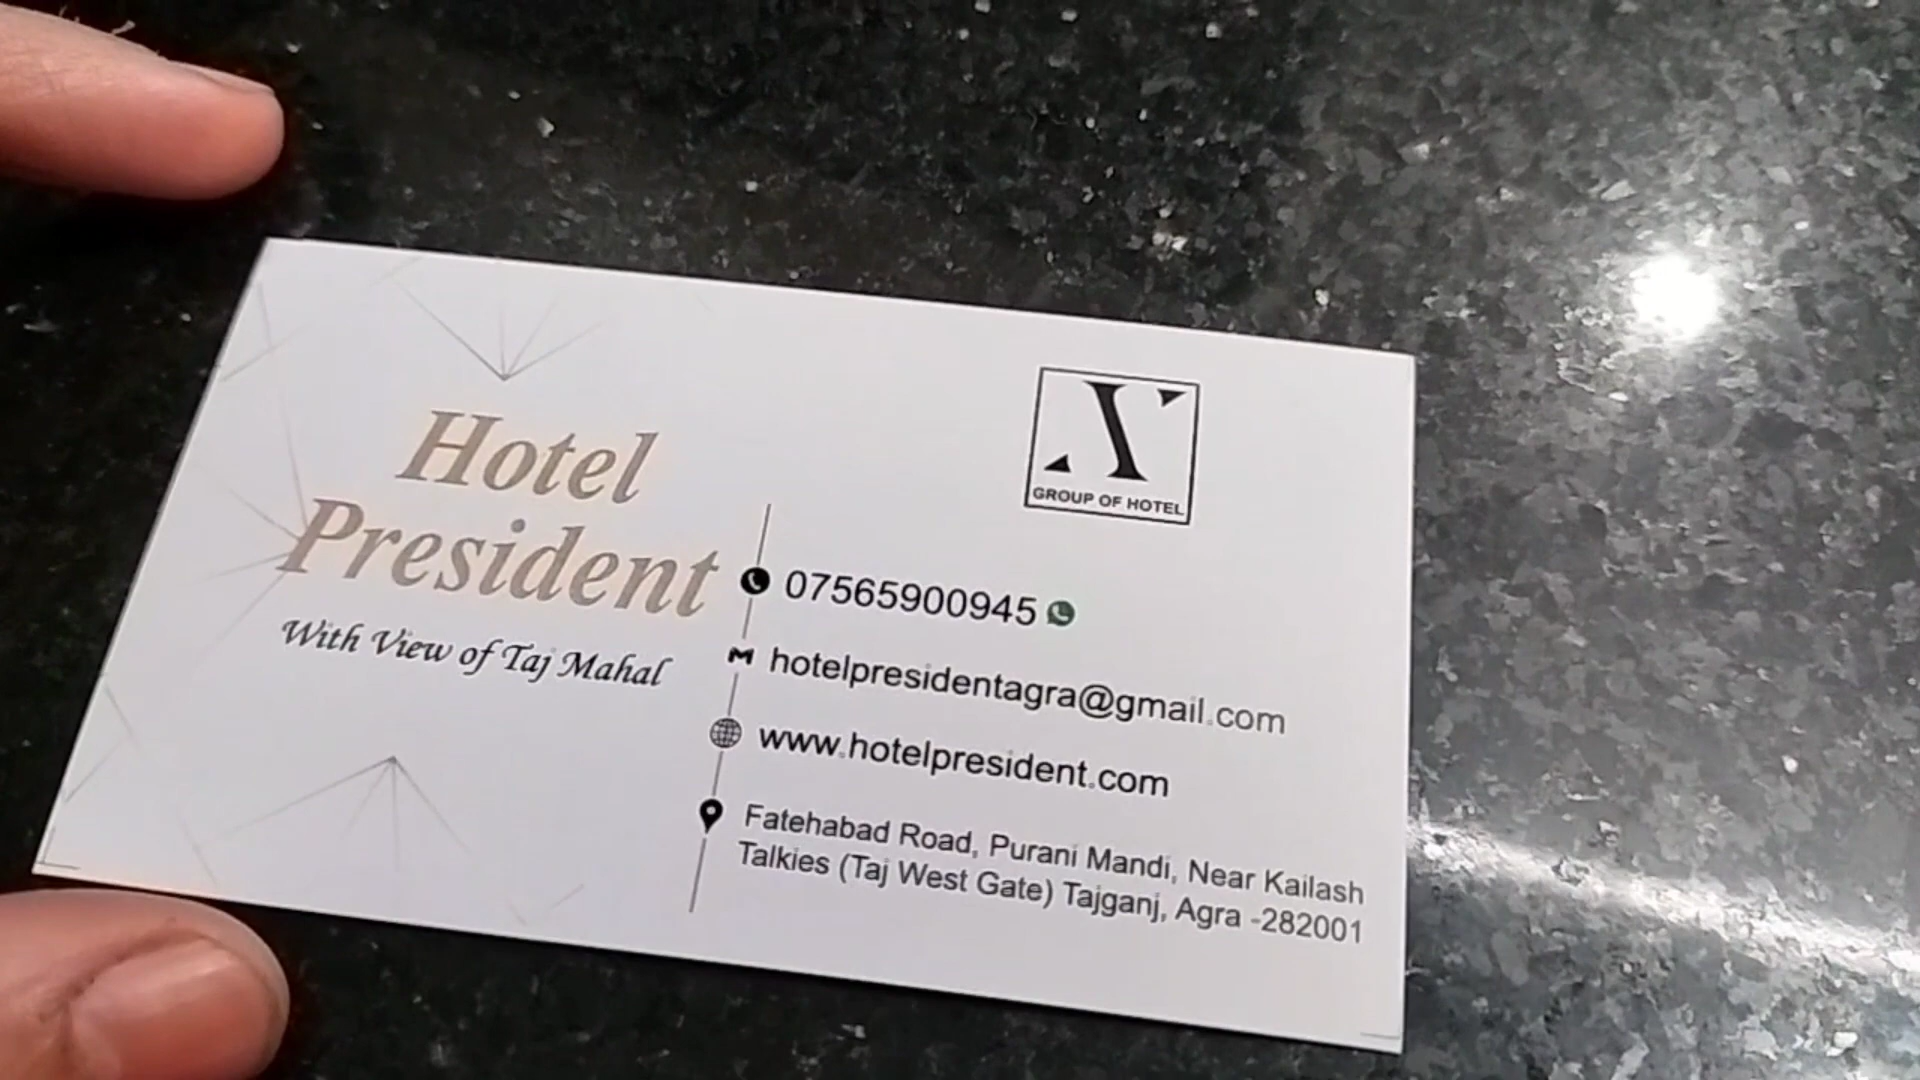 Hotel
President
With View of Taj Mahal
X
GROUP OF HOTEL
07565900945
hotelpresidentagra@gmail.com
www.hotelpresident.com
Fatehabad Road, Purani Mandi, Near Kailash
Talkies (Taj West Gate) Tajganj, Agra -282001